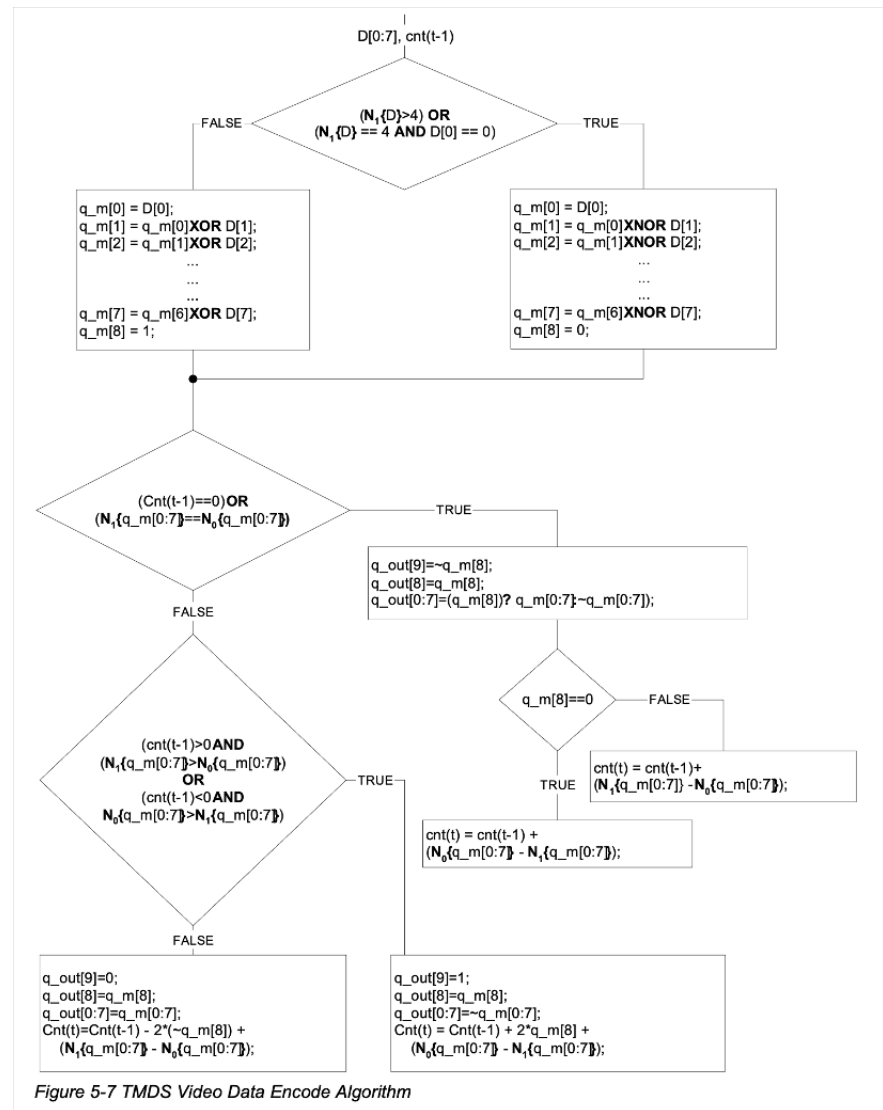 D[0:7], cnt(t-1)
(N1{D}>4) OR
(N1{D} == 4 AND D[0] == 0)
FALSE
TRUE
q_m[0] = D[0];
q_m[1] = q_m[0]XOR D[1];
q_m[2] = q_m[1]XOR D[2];
...
...
...
q_m[7] = q_m[6]XOR D[7];
q_m[8] = 1;
q_m[0] = D[0];
q_m[1] = q_m[0]XNOR D[1];
q_m[2] = q_m[1]XNOR D[2];
...
...
...
q_m[7] = q_m[6]XNOR D[7];
q_m[8] = 0;
(Cnt(t-1)==0)OR
(N1{q_m[0:7]}==N0{q_m[0:7]})
TRUE
FALSE
q_out[9]=~q_m[8];
q_out[8]=q_m[8];
q_out[0:7]=(q_m[8])? q_m[0:7]:~q_m[0:7]);
q_m[8]==0
FALSE
TRUE
cnt(t) = cnt(t-1)+
(N1{q_m[0:7]} -N0{q_m[0:7]});
cnt(t) = cnt(t-1) +
(N0{q_m[0:7]} - N1{q_m[0:7]});
(cnt(t-1)>0AND
(N1{q_m[0:7]}>N0{q_m[0:7]})
OR
(cnt(t-1)<0AND
N0{q_m[0:7]}>N1{q_m[0:7]})
TRUE
FALSE
q_out[9]=0;
q_out[8]=q_m[8];
q_out[0:7]=q_m[0:7];
Cnt(t)=Cnt(t-1) - 2*(~q_m[8]) +
(N1{q_m[0:7]} - N0{q_m[0:7]});
q_out[9]=1;
q_out[8]=q_m[8];
q_out[0:7]=~q_m[0:7];
Cnt(t) = Cnt(t-1) + 2*q_m[8] +
(N0{q_m[0:7]} - N1{q_m[0:7]});
Figure 5-7 TMDS Video Data Encode Algorithm